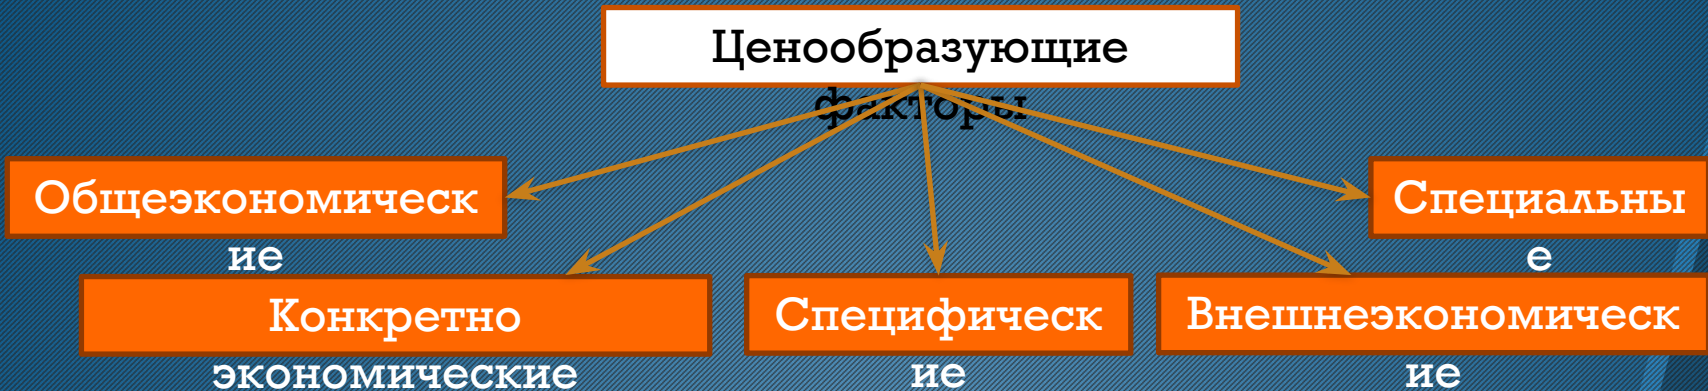 Ценообразующие
факторы
Общеэкономическ
ие
Специальны
е
Конкретно
экономические
Специфическ
ие
Внешнеэкономическ
ие